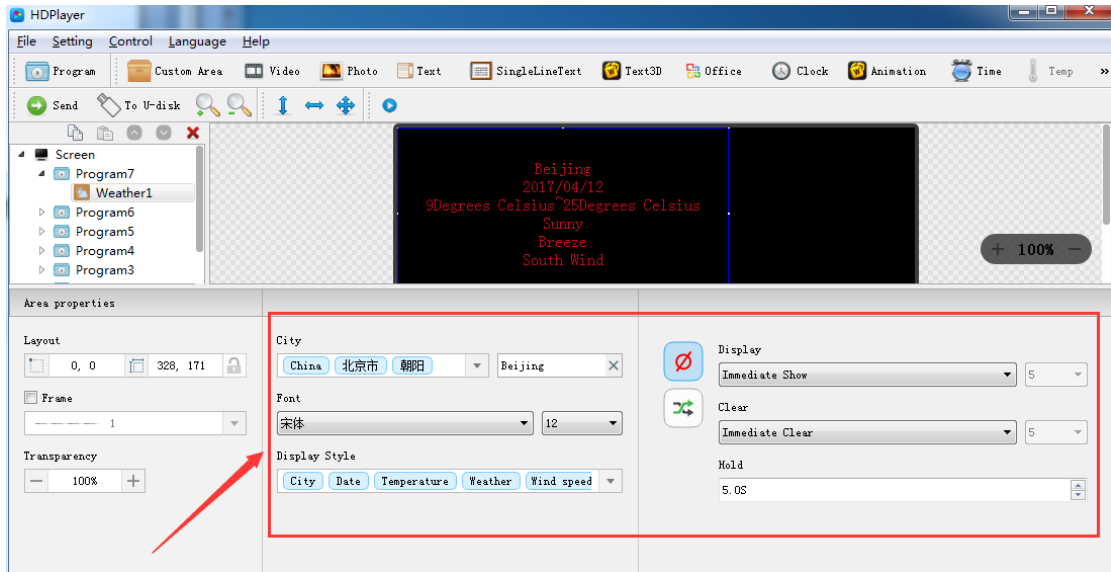 HDPlayer
File Setting Control Language Help
Program Custom Area Video Photo Text SingleLineText Text3D Office Clock Animation Time Temp »
Send To U-disk
Screen
Program7
Weather1
Program6
Program5
Program4
Program3
Beijing
2017/04/12
9Degrees Celsius~25Degrees Celsius
Sunny
Breeze
South Wind
+ 100% −
Area properties
Layout
0, 0 328, 171
Frame
1
Transparency
− 100% +
City
China 北京市 朝阳 Beijing
Font
宋体 12
Display Style
City Date Temperature Weather Wind speed
Display
Immediate Show 5
Clear
Immediate Clear 5
Hold
5.0S